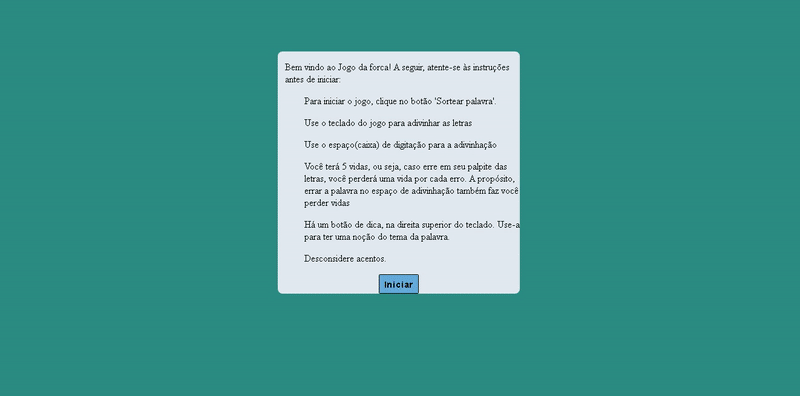 Bem vindo ao Jogo da forca! A seguir, atente-se às instruções
antes de iniciar:
Para iniciar o jogo, clique no botão 'Sortear palavra'.
Use o teclado do jogo para adivinhar as letras
Use o espaço(caixa) de digitação para a adivinhação
Você terá 5 vidas, ou seja, caso erre em seu palpite das
letras, você perderá uma vida por cada erro. A propósito,
errar a palavra no espaço de adivinhação também faz você
perder vidas
Há um botão de dica, na direita superior do teclado. Use-a
para ter uma noção do tema da palavra.
Desconsidere acentos.
Iniciar